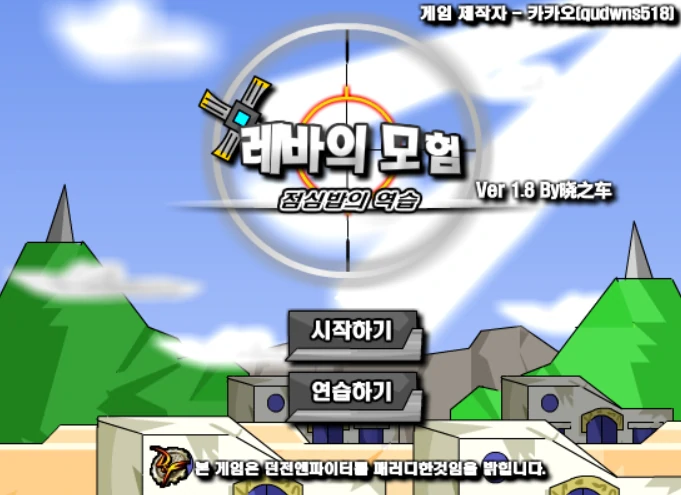 게임 제작자 - 카카오(qudwns518)
레바의 모험
점심밥의 역습
Ver 1.8 By晓之车
시작하기
연습하기
본 게임은 던전앤파이터를 패러디한것임을 밝힙니다.